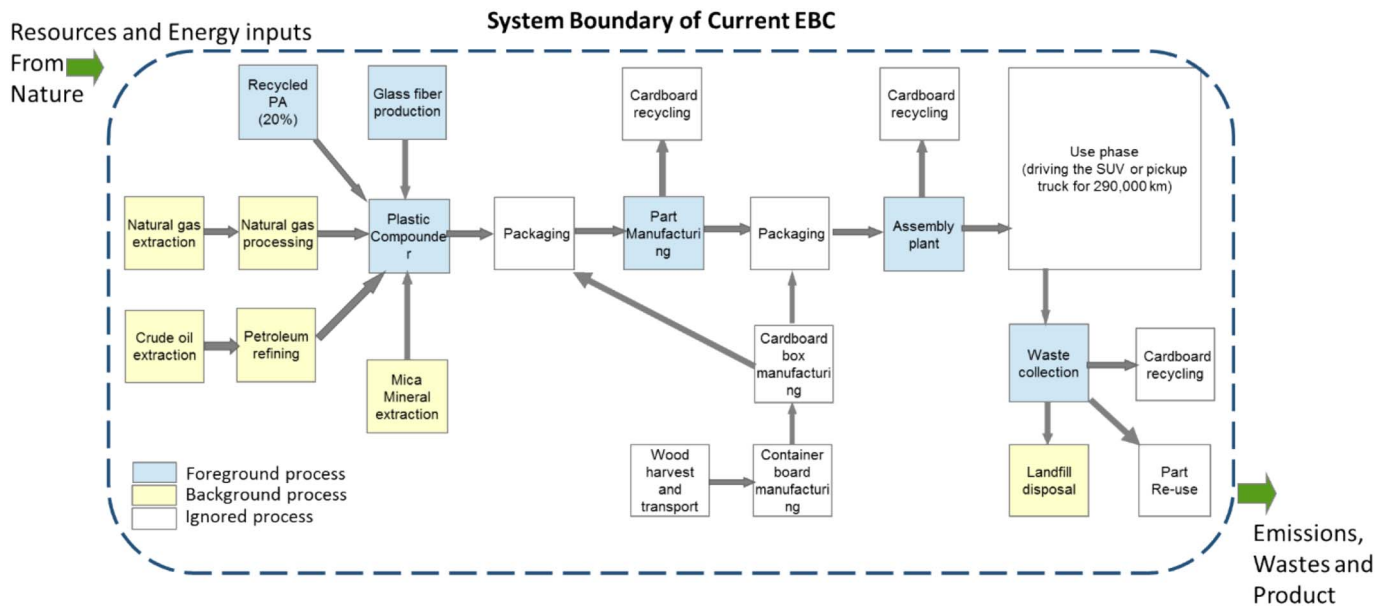 System Boundary of Current EBC
Resources and Energy inputs
From
Nature
Recycled
PA
(20%)
Glass fiber
production
Cardboard
recycling
Cardboard
recycling
Use phase
(driving the SUV or pickup
truck for 290,000 km)
Natural gas
extraction
Natural gas
processing
Plastic
Compounde
r
Packaging
Part
Manufacturi
ng
Packaging
Assembly
plant
Crude oil
extraction
Petroleum
refining
Mica
Mineral
extraction
Cardboard
box
manufacturi
ng
Waste
collection
Cardboard
recycling
Wood
harvest
and
transport
Container
board
manufacturi
ng
Landfill
disposal
Part
Re-use
Foreground process
Background process
Ignored process
Emissions,
Wastes and
Product